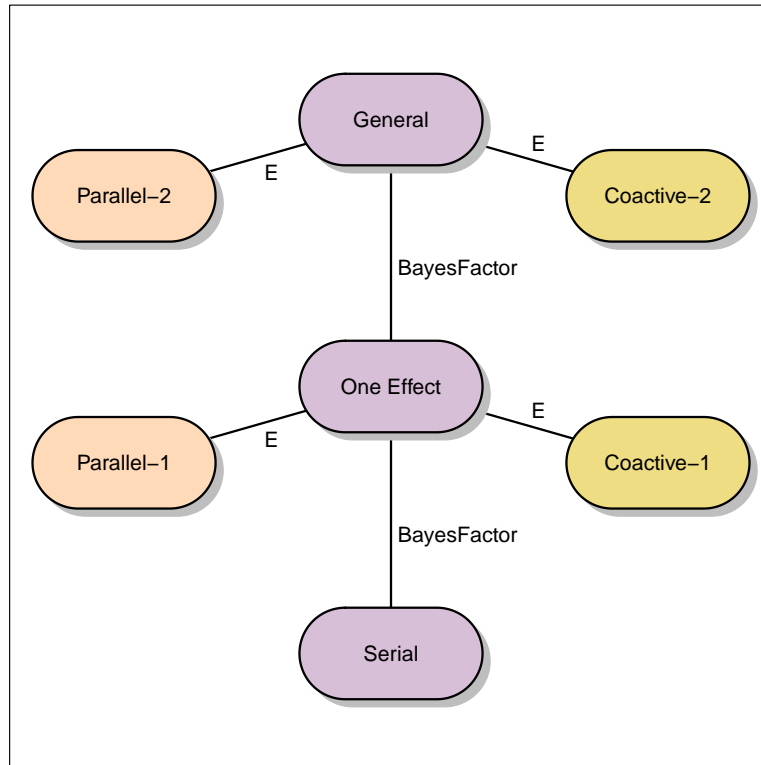 General
E
E
Parallel−2
Coactive−2
BayesFactor
One Effect
E
E
Parallel−1
Coactive−1
BayesFactor
Serial